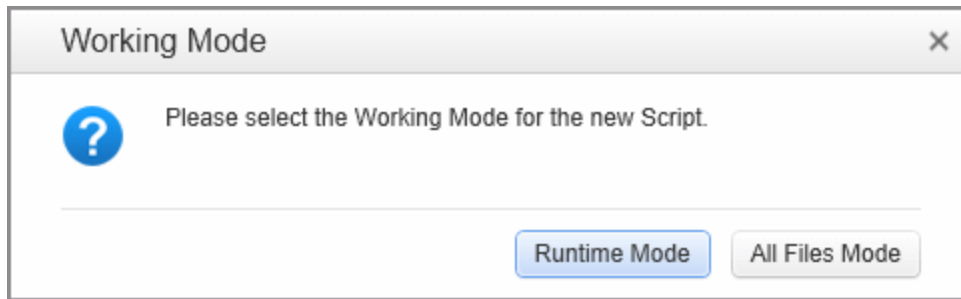 Working Mode
Please select the Working Mode for the new Script.
Runtime Mode
All Files Mode